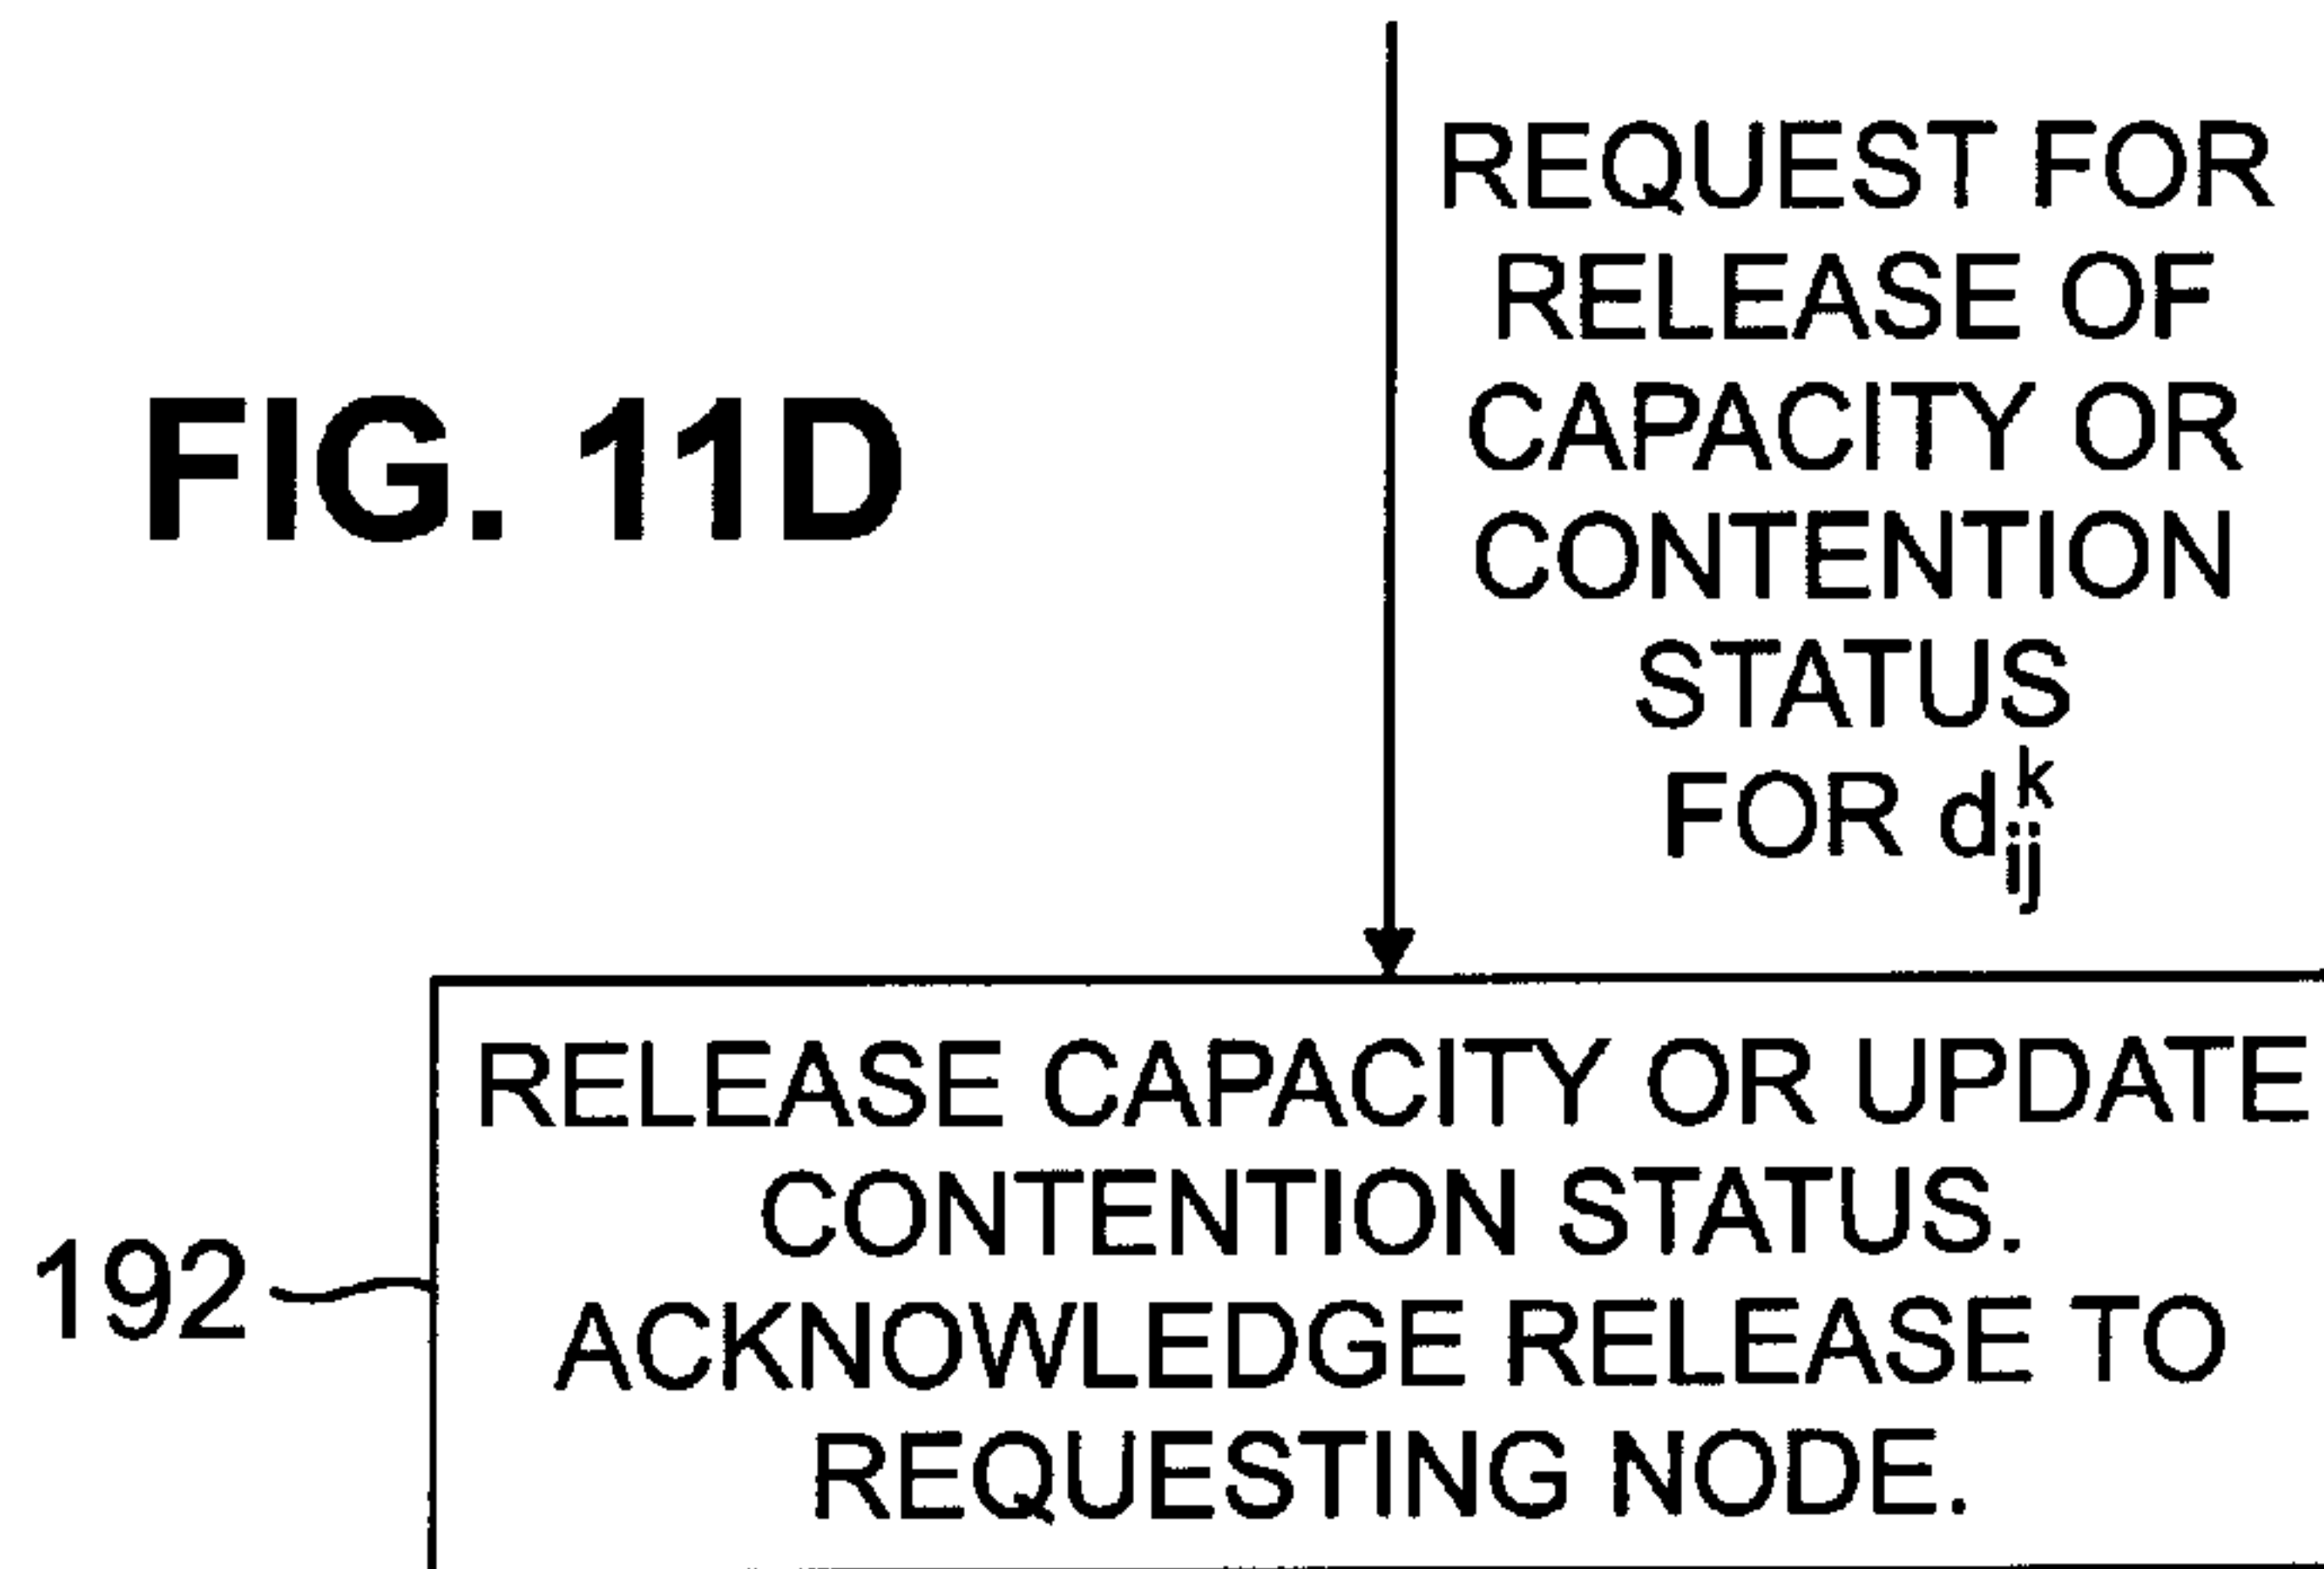 REQUEST FOR
RELEASE OF
CAPACITY OR
CONTENTION
STATUS
FOR d_{ij}^{k}
FIG. 11D
RELEASE CAPACITY OR UPDATE
CONTENTION STATUS.
ACKNOWLEDGE RELEASE TO
REQUESTING NODE.
192